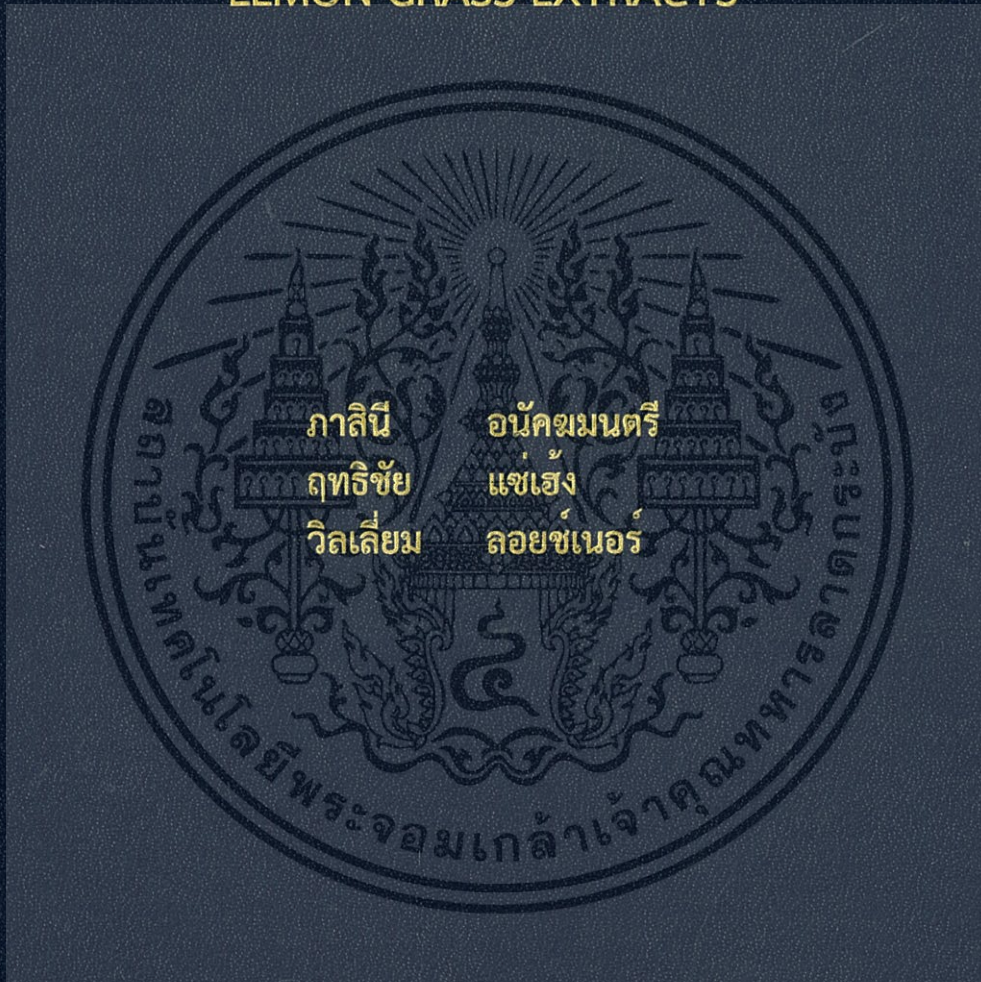 LEMON GRASS EXTRACTS
ภาสินี อนัคฆมนตรี
ฤทธิชัย แซ่เฮ้ง
วิลเลี่ยม ลอยช์เนอร์
๔
สถาบันเทคโนโลยีพระจอมเกล้าเจ้าคุณทหารลาดกระบัง